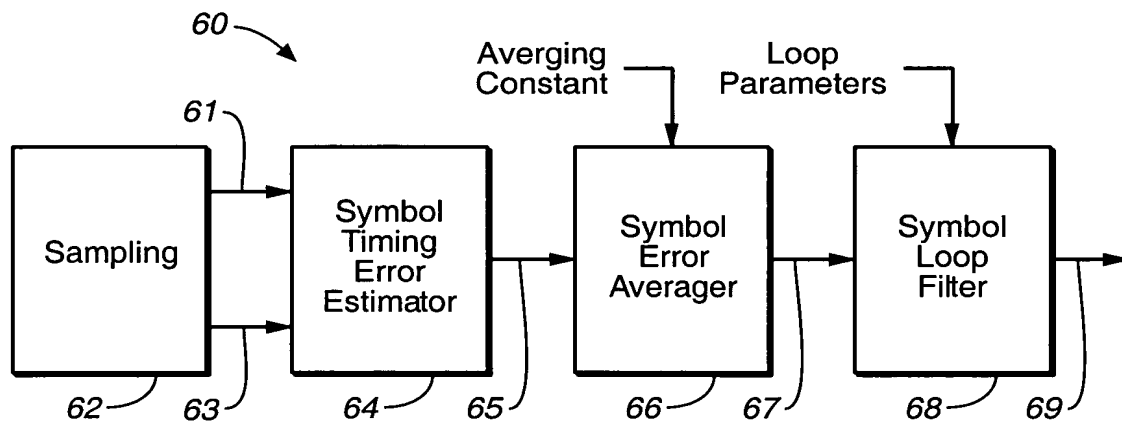 60
Averging
Constant
Loop
Parameters
61
Sampling
Symbol
Timing
Error
Estimator
Symbol
Error
Averager
Symbol
Loop
Filter
62
63
64
65
66
67
68
69